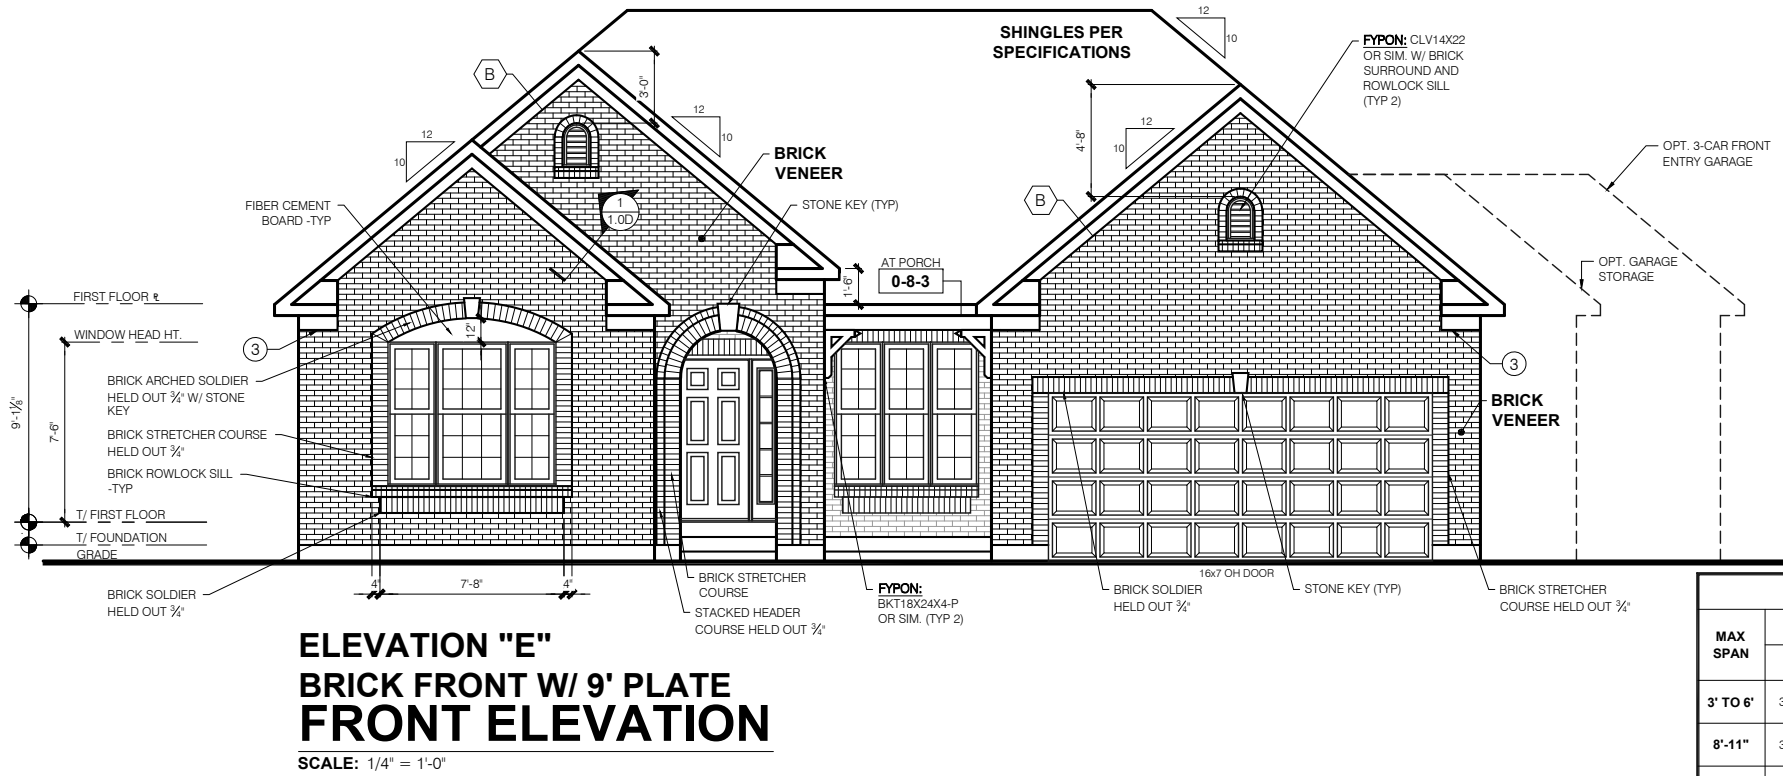 12
10
SHINGLES PER
SPECIFICATIONS
FYPON: CLV14X22
OR SIM. W/ BRICK
SURROUND AND
ROWLOCK SILL
(TYP 2)
B
3'-0"
12
10
12
10
4'-8"
12
10
OPT. 3-CAR FRONT
ENTRY GARAGE
BRICK
VENEER
FIBER CEMENT
BOARD -TYP
1
1.0D
STONE KEY (TYP)
B
AT PORCH
0-8-3
1'-6"
OPT. GARAGE
STORAGE
FIRST FLOOR
WINDOW HEAD HT.
3
12"
3
BRICK ARCHED SOLDIER
HELD OUT ¾" W/ STONE
KEY
9'-1⅛"
7'-6"
BRICK STRETCHER COURSE
HELD OUT ¾"
BRICK ROWLOCK SILL
-TYP
BRICK
VENEER
T/ FIRST FLOOR
T/ FOUNDATION
GRADE
BRICK SOLDIER
HELD OUT ¾"
4"
7'-8"
4"
BRICK STRETCHER
COURSE
STACKED HEADER
COURSE HELD OUT ¾"
FYPON:
BKT18X24X4-P
OR SIM. (TYP 2)
BRICK SOLDIER
HELD OUT ¾"
16x7 OH DOOR
STONE KEY (TYP)
BRICK STRETCHER
COURSE HELD OUT ¾"
ELEVATION "E"
BRICK FRONT W/ 9' PLATE
FRONT ELEVATION
SCALE: 1/4" = 1'-0"
MAX
SPAN
3' TO 6'
8'-11"